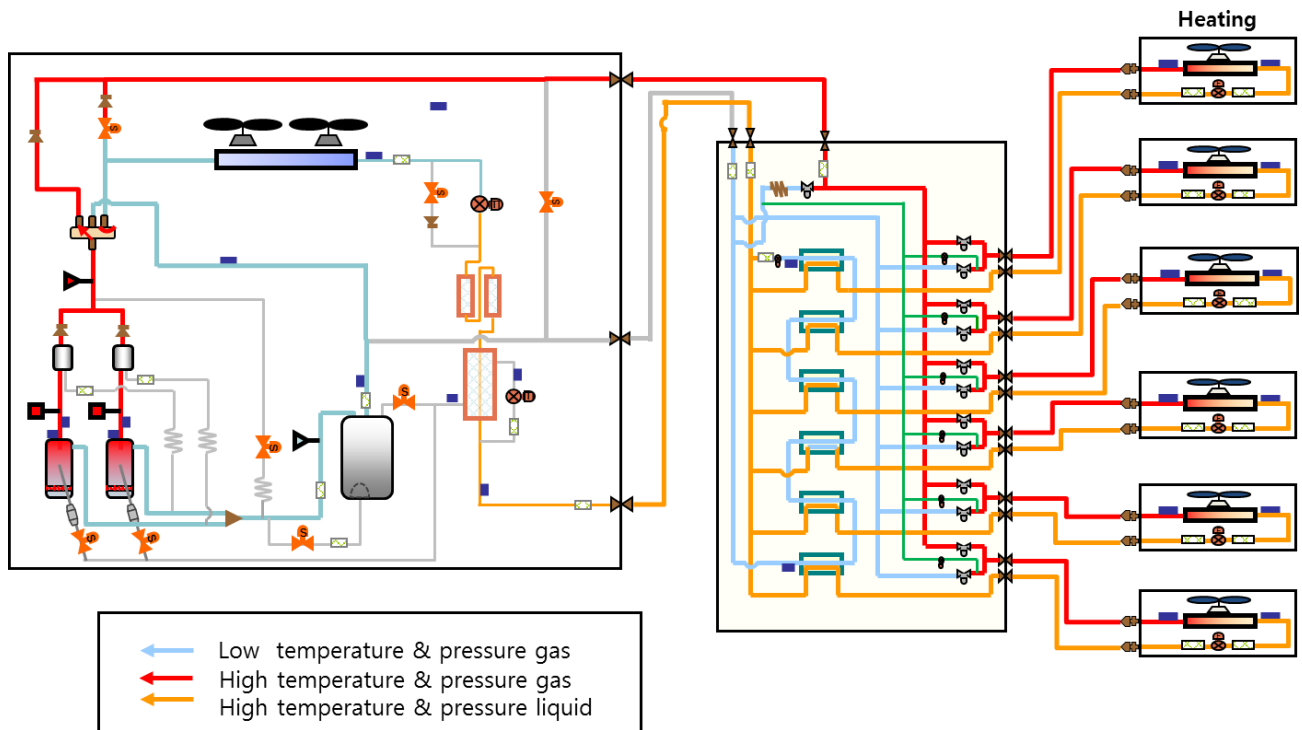 Heating
S
S
S
S
S
S
S
S
Low temperature & pressure gas
High temperature & pressure gas
High temperature & pressure liquid